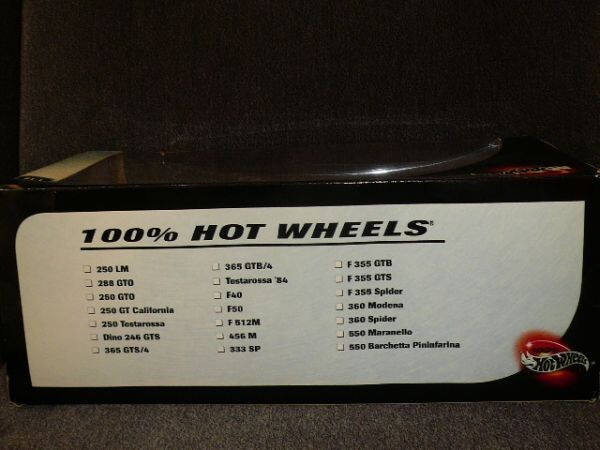 100% HOT WHEELS®
250 LM
288 GTO
250 GTO
250 GT California
250 Testarossa
Dino 246 GTS
365 GTS/4
365 GTB/4
Testarossa '84
F40
F50
F 512M
456 M
333 SP
F 355 GTB
F 355 GTS
F 355 Spider
360 Modena
360 Spider
550 Maranello
550 Barchetta Pininfarina
HOT WHEELS